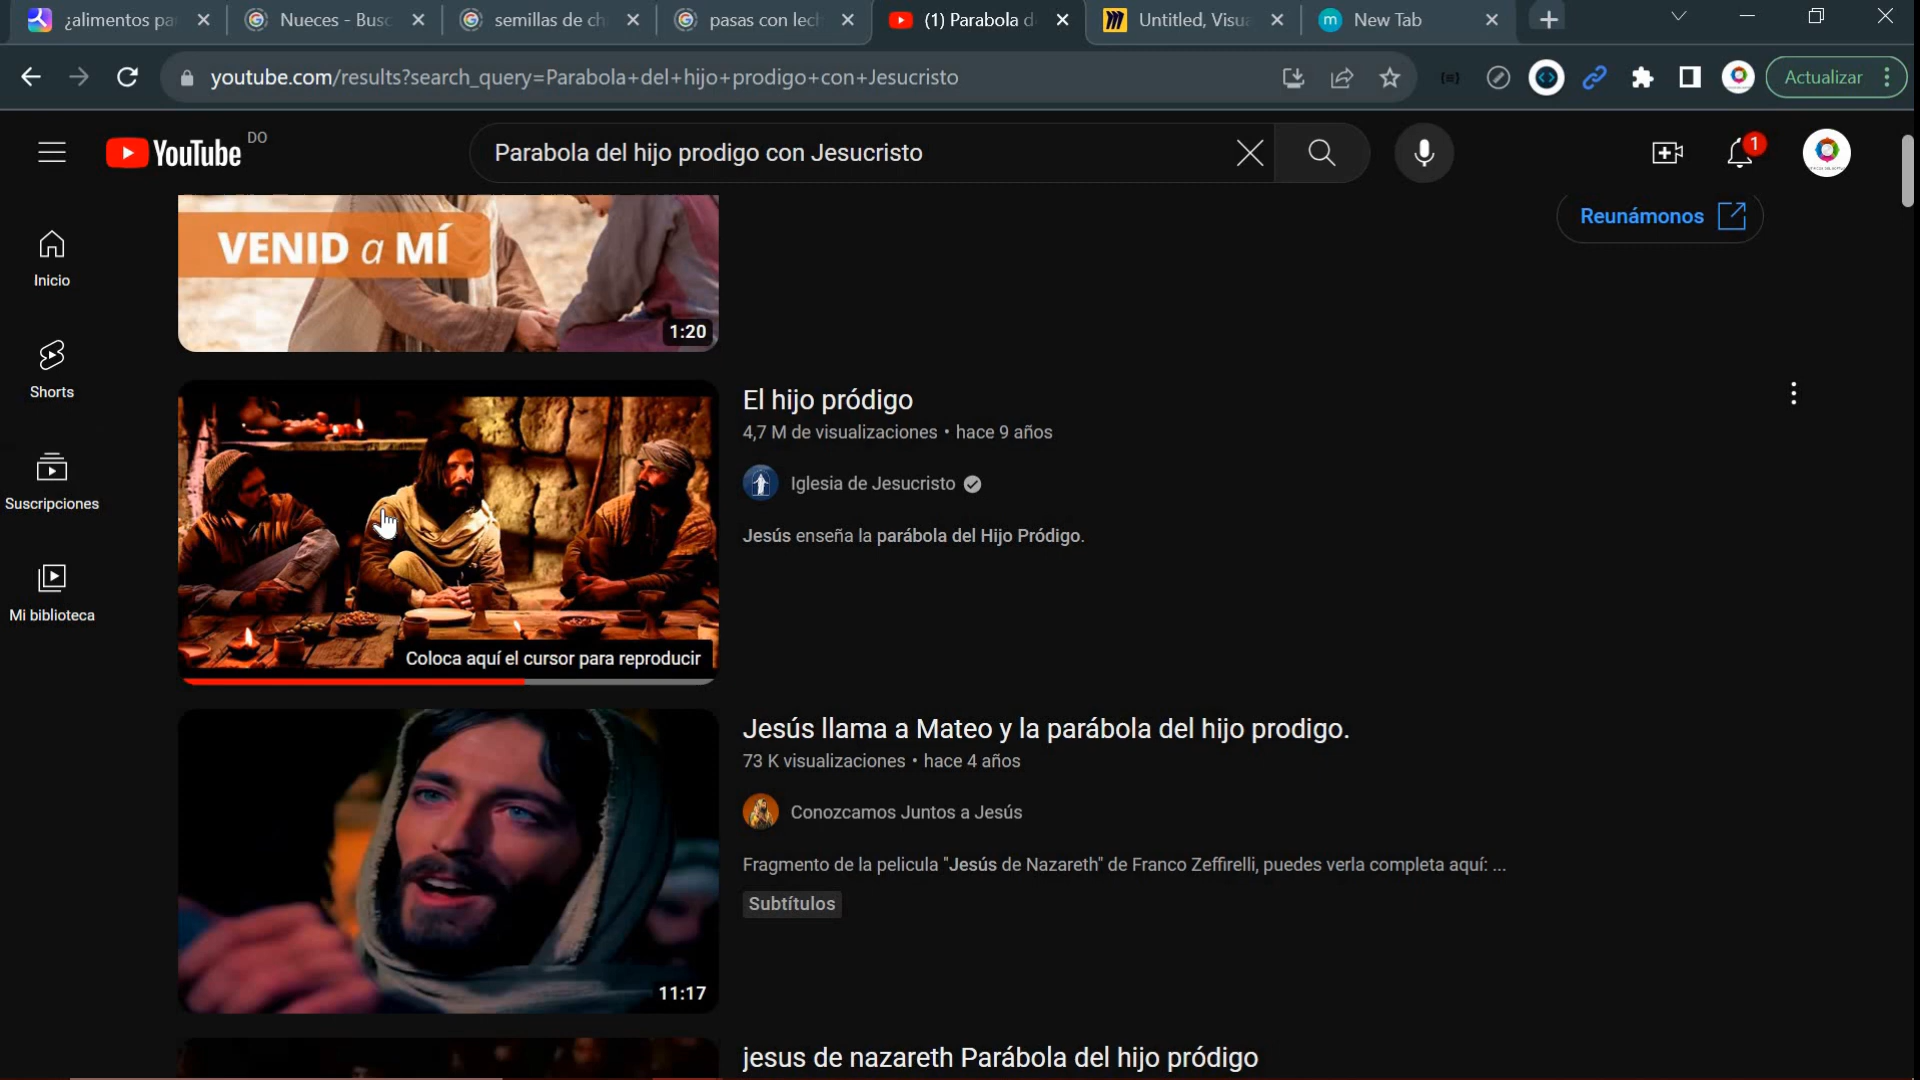 ¿alimentos pa
Nueces - Busc
semillas de ch
pasas con lech
(1) Parabola d
Untitled, Visua
New Tab
youtube.com/results?search_query=Parabola+del+hijo+prodigo+con+Jesucristo
Actualizar
YouTube DO
Parabola del hijo prodigo con Jesucristo
1
Inicio
Shorts
Suscripciones
Mi biblioteca
VENID a MÍ
1:20
Reunámonos
El hijo pródigo
4,7 M de visualizaciones • hace 9 años
Iglesia de Jesucristo
Jesús enseña la parábola del Hijo Pródigo.
Coloca aquí el cursor para reproducir
Jesús llama a Mateo y la parábola del hijo prodigo.
73 K visualizaciones • hace 4 años
Conozcamos Juntos a Jesús
Fragmento de la pelicula "Jesús de Nazareth" de Franco Zeffirelli, puedes verla completa aquí: ...
Subtítulos
11:17
jesus de nazareth Parábola del hijo pródigo